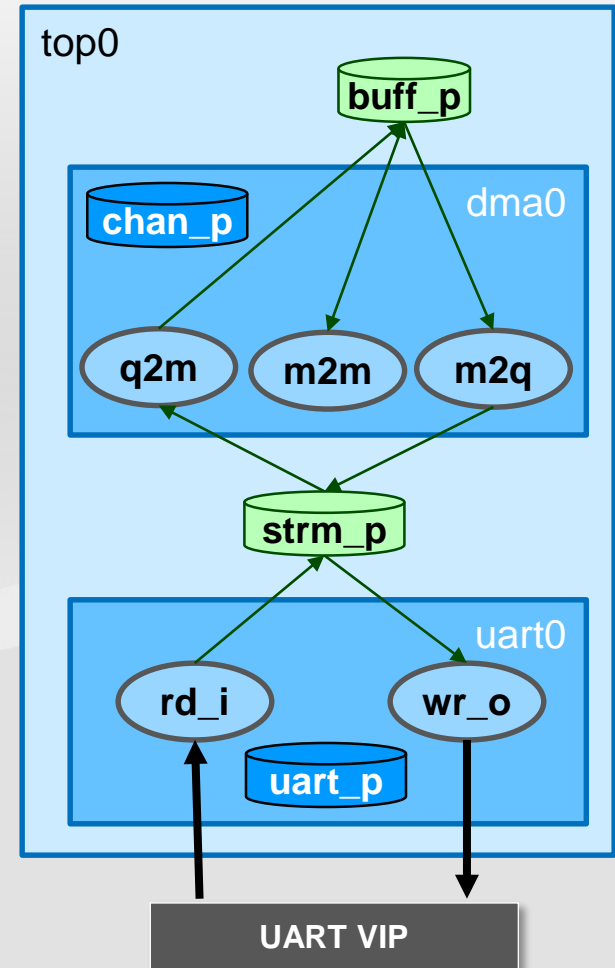 top0
buff_p
chan_p
dma0
q2m
m2m
m2q
strm_p
uart0
rd_i
wr_o
uart_p
UART VIP